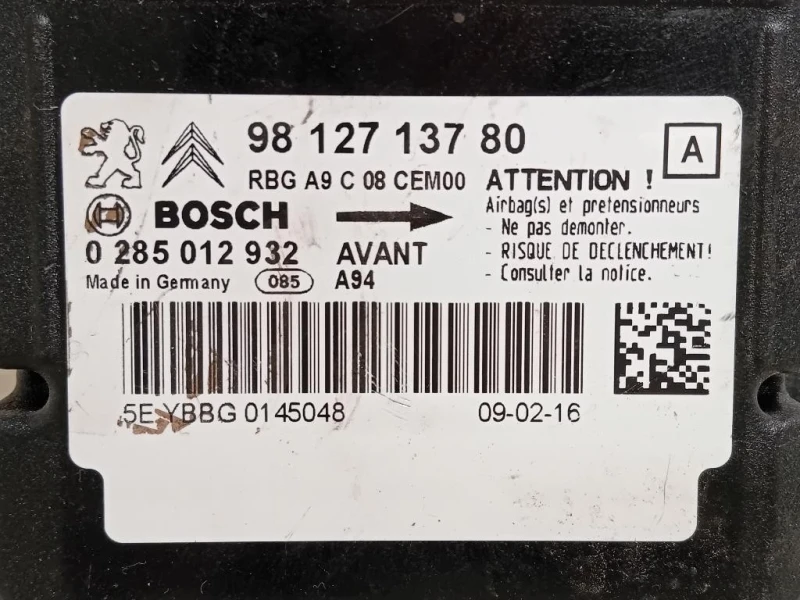 98 127 137 80
A
RBG A9 C 08 CEM00
ATTENTION !
BOSCH
Airbag(s) et pretensionneurs
- Ne pas demonter.
0 285 012 932
AVANT
- RISQUE DE DECLENCHEMENT!
Made in Germany
085
A94
- Consulter la notice.
5E YBBG 0145048
09-02-16